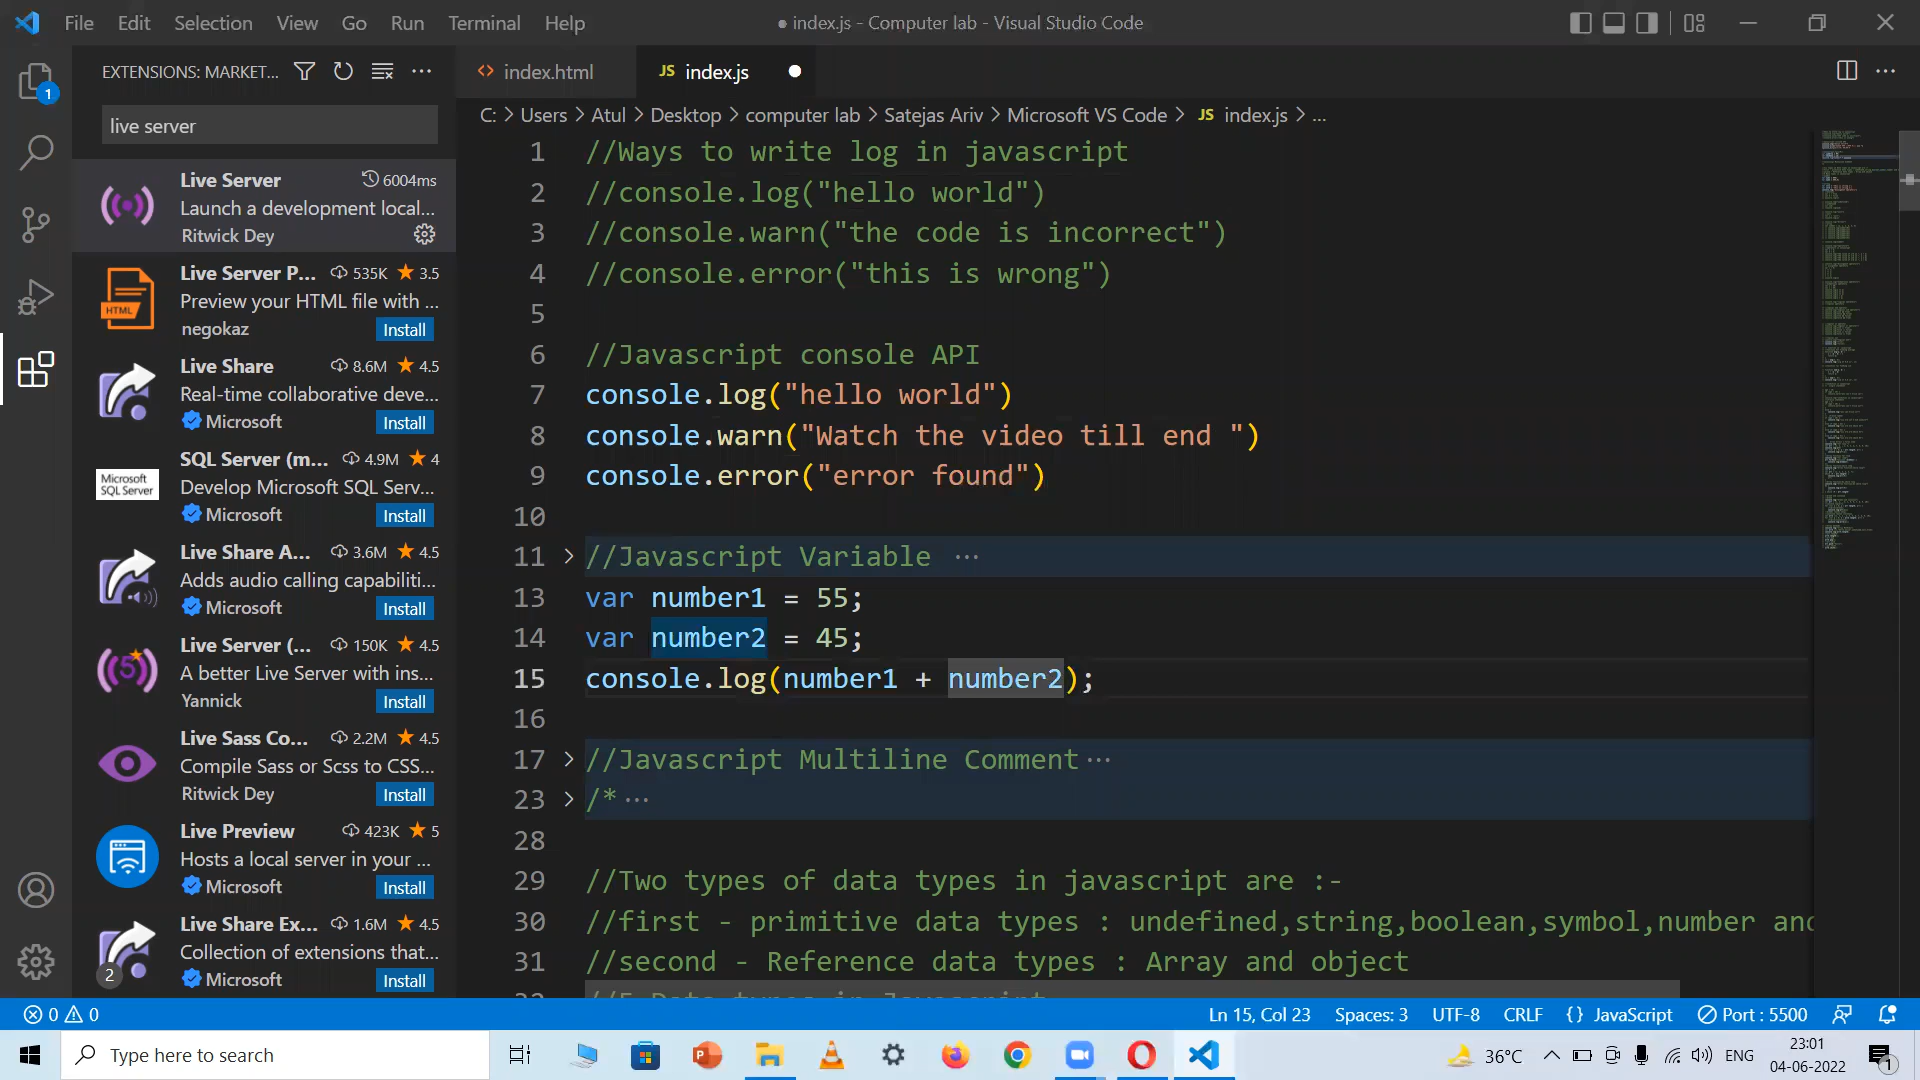 File Edit Selection View Go Run Terminal Help
● index.js - Computer lab - Visual Studio Code
EXTENSIONS: MARKET...
index.html
JS index.js
1
live server
C: > Users > Atul > Desktop > computer lab > Satejas Ariv > Microsoft VS Code > JS index.js > ...
Live Server 6004ms
Launch a development local...
Ritwick Dey
Live Server P... 535K ★ 3.5
Preview your HTML file with ...
negokaz Install
HTML
Live Share 8.6M ★ 4.5
Real-time collaborative deve...
Microsoft Install
SQL Server (m... 4.9M ★ 4
Develop Microsoft SQL Serv...
Microsoft Install
Microsoft
SQL Server
Live Share A... 3.6M ★ 4.5
Adds audio calling capabiliti...
Microsoft Install
Live Server (... 150K ★ 4.5
A better Live Server with ins...
Yannick Install
5
Live Sass Co... 2.2M ★ 4.5
Compile Sass or Scss to CSS...
Ritwick Dey Install
Live Preview 423K ★ 5
Hosts a local server in your ...
Microsoft Install
Live Share Ex... 1.6M ★ 4.5
Collection of extensions that...
Microsoft Install
2
1 //Ways to write log in javascript
2 //console.log("hello world")
3 //console.warn("the code is incorrect")
4 //console.error("this is wrong")
5
6 //Javascript console API
7 console.log("hello world")
8 console.warn("Watch the video till end ")
9 console.error("error found")
10
11 > //Javascript Variable ...
13 var number1 = 55;
14 var number2 = 45;
15 console.log(number1 + number2);
16
17 > //Javascript Multiline Comment...
23 > /*...
28
29 //Two types of data types in javascript are :-
30 //first - primitive data types : undefined,string,boolean,symbol,number and
31 //second - Reference data types : Array and object
0 0
Ln 15, Col 23 Spaces: 3 UTF-8 CRLF {} JavaScript Port : 5500
Type here to search
36°C ENG 23:01
04-06-2022
1